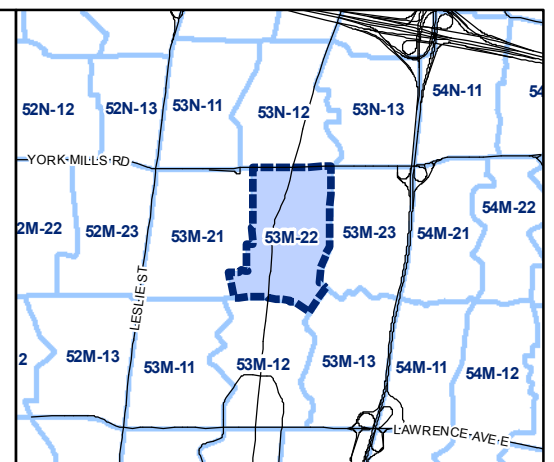 54N-11
52N-12
52N-13
53N-11
53N-12
53N-13
54
YORK MILLS RD
2M-22
52M-23
53M-21
53M-22
53M-23
54M-21
54M-22
LESLIE ST
2
52M-13
53M-11
53M-12
53M-13
54M-11
54M-12
LAWRENCE AVE E